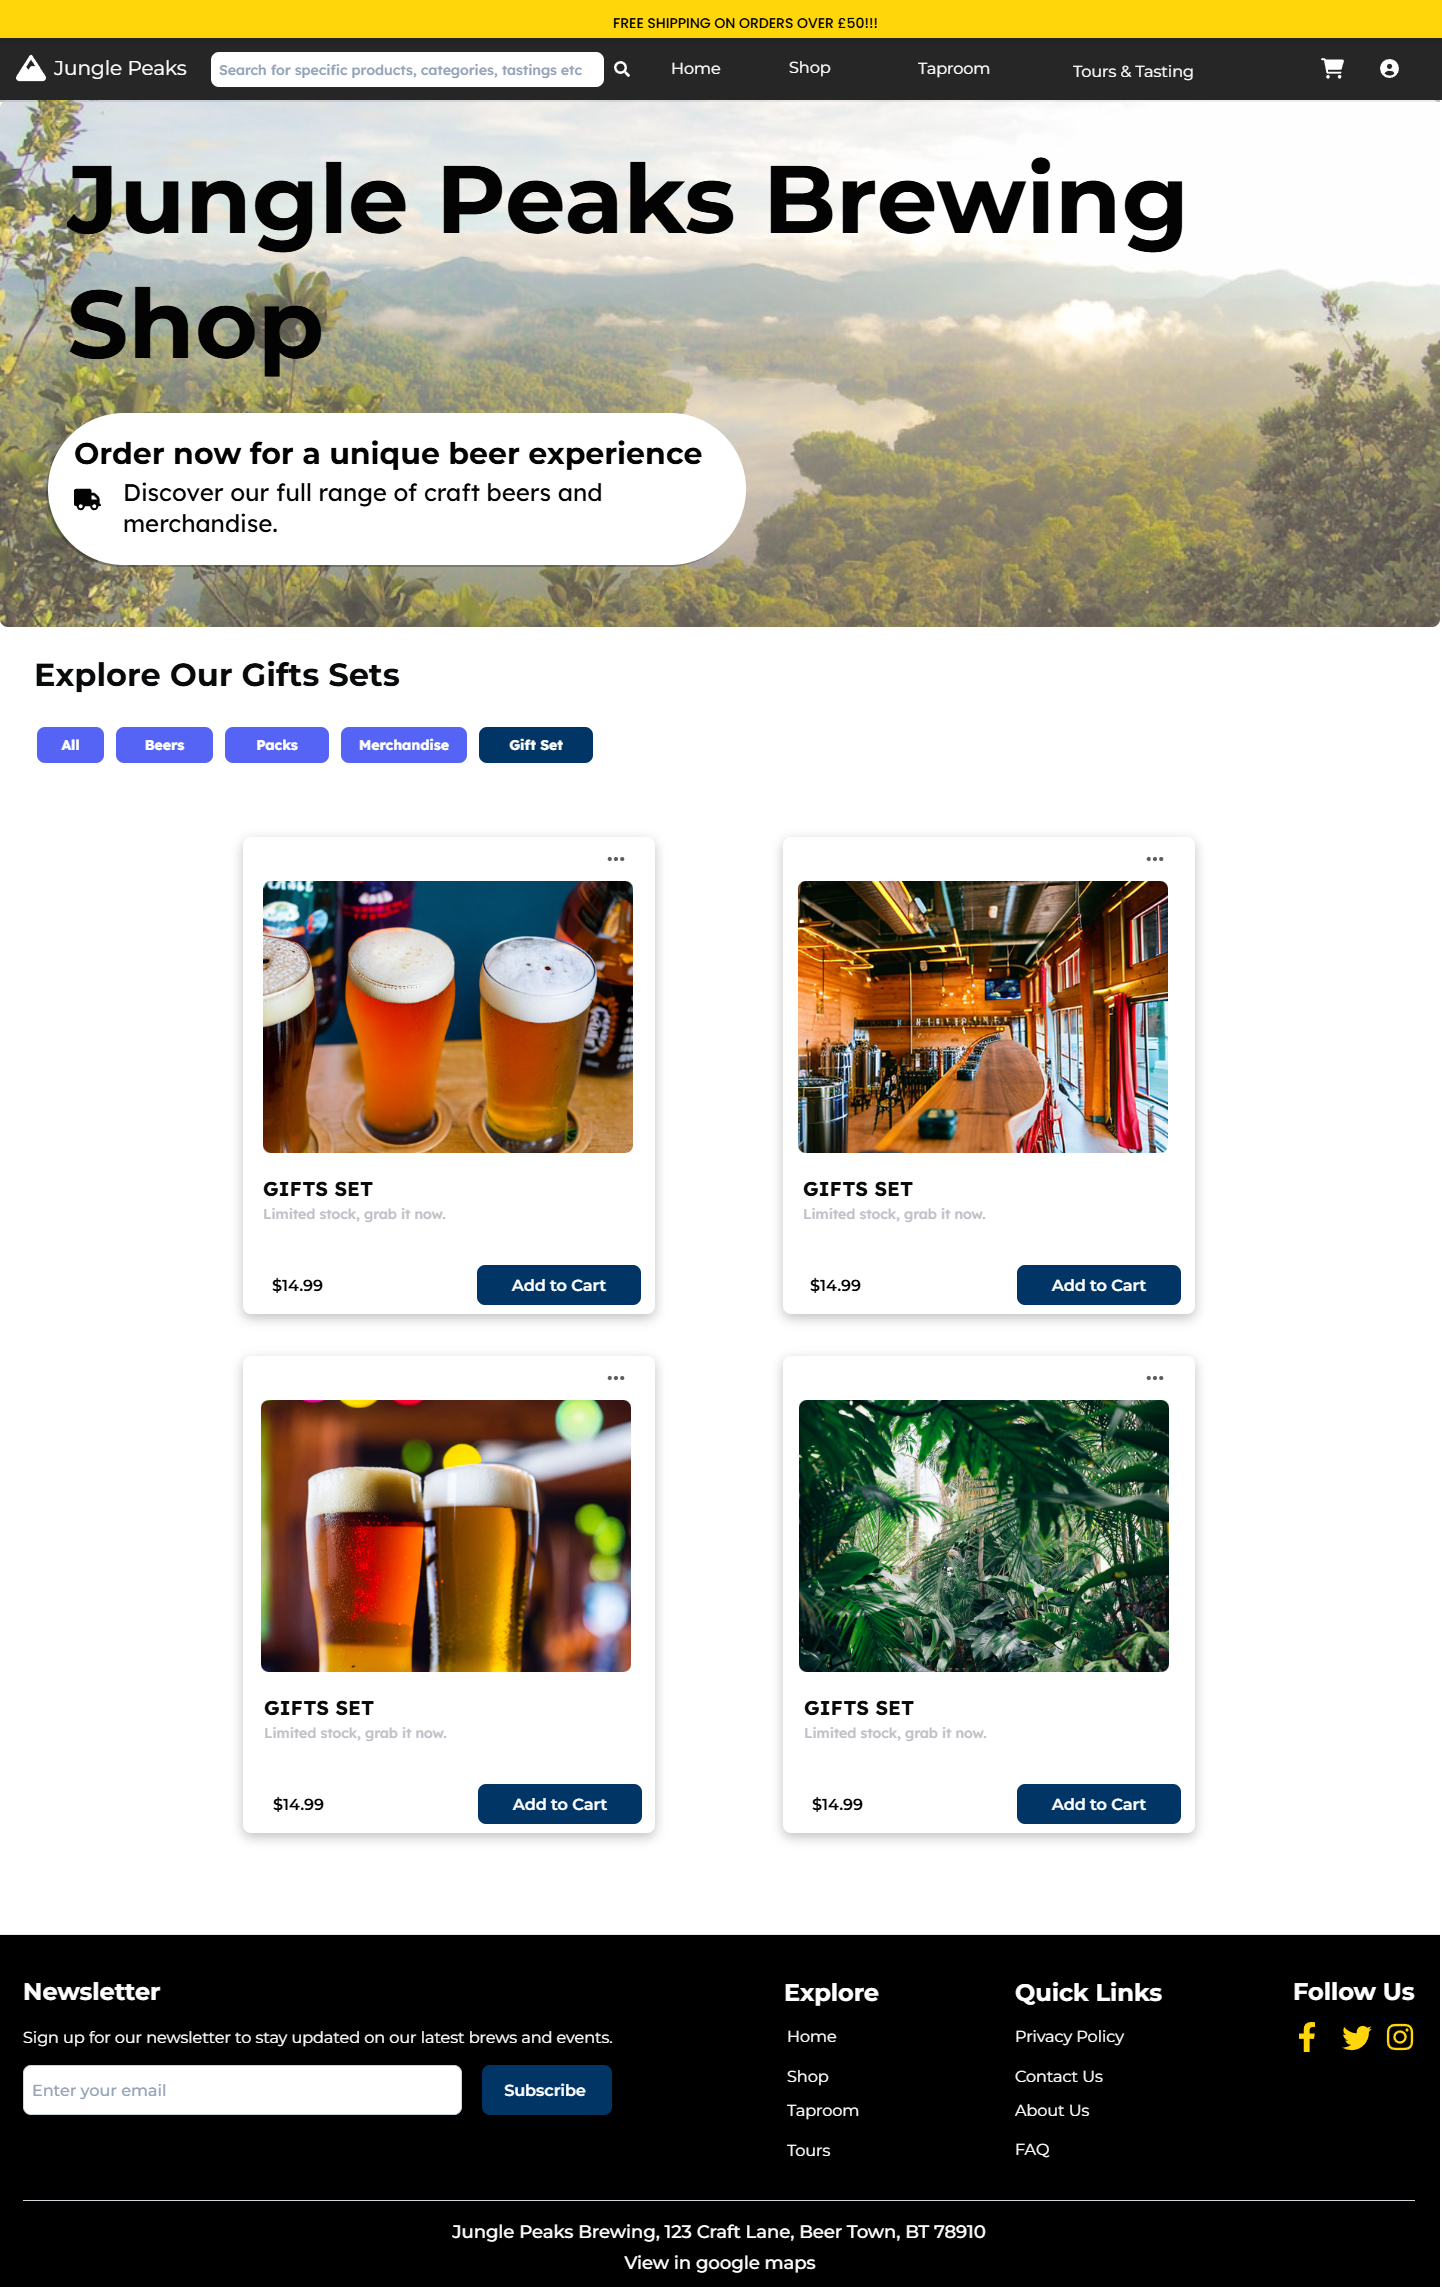 FREE SHIPPING ON ORDERS OVER £50!!!
Jungle Peaks
Search for specific products, categories, tastings etc
Home
Shop
Taproom
Tours & Tasting
Jungle Peaks Brewing
Shop
Order now for a unique beer experience
Discover our full range of craft beers and
merchandise.
Explore Our Gifts Sets
All
Beers
Packs
Merchandise
Gift Set
GIFTS SET
Limited stock, grab it now.
$14.99
Add to Cart
GIFTS SET
Limited stock, grab it now.
$14.99
Add to Cart
GIFTS SET
Limited stock, grab it now.
$14.99
Add to Cart
GIFTS SET
Limited stock, grab it now.
$14.99
Add to Cart
Newsletter
Sign up for our newsletter to stay updated on our latest brews and events.
Enter your email
Subscribe
Explore
Home
Shop
Taproom
Tours
Quick Links
Privacy Policy
Contact Us
About Us
FAQ
Follow Us
Jungle Peaks Brewing, 123 Craft Lane, Beer Town, BT 78910
View in google maps